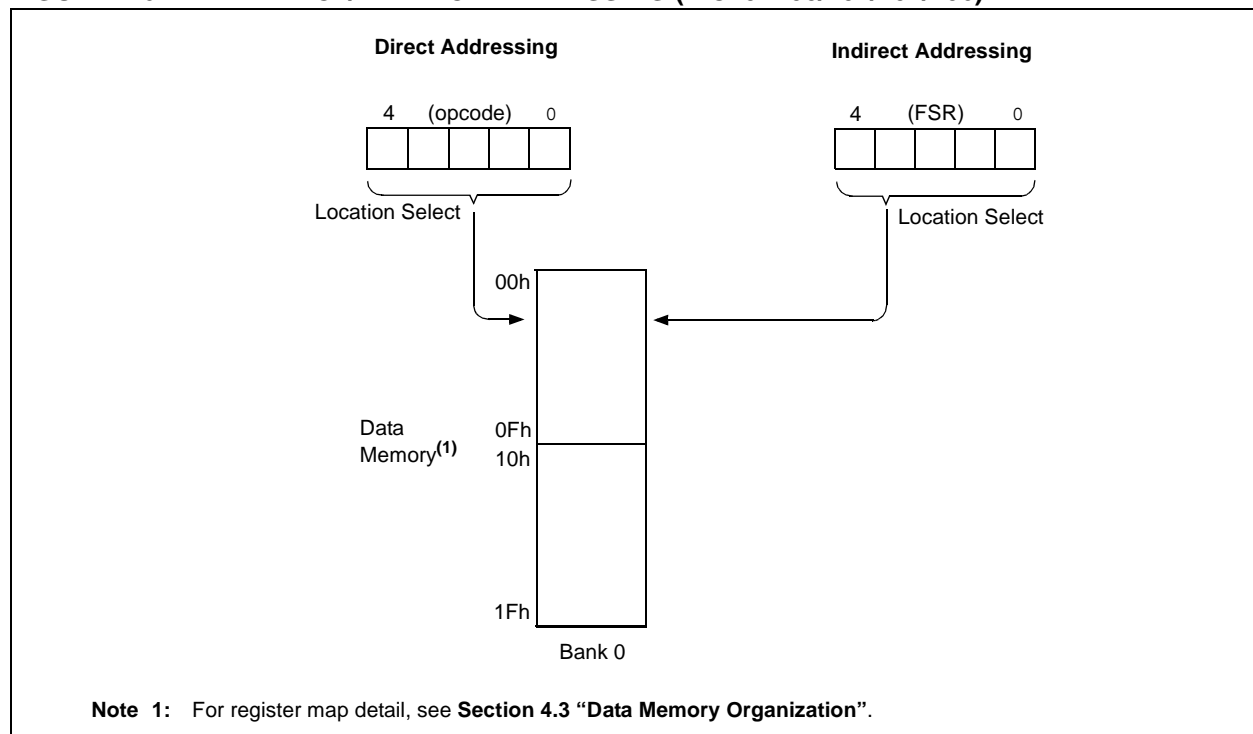 Direct Addressing
Indirect Addressing
4 (opcode) 0
4 (FSR) 0
Location Select
Location Select
00h
Data
Memory(1)
0Fh
10h
1Fh
Bank 0
Note 1: For register map detail, see Section 4.3 “Data Memory Organization”.